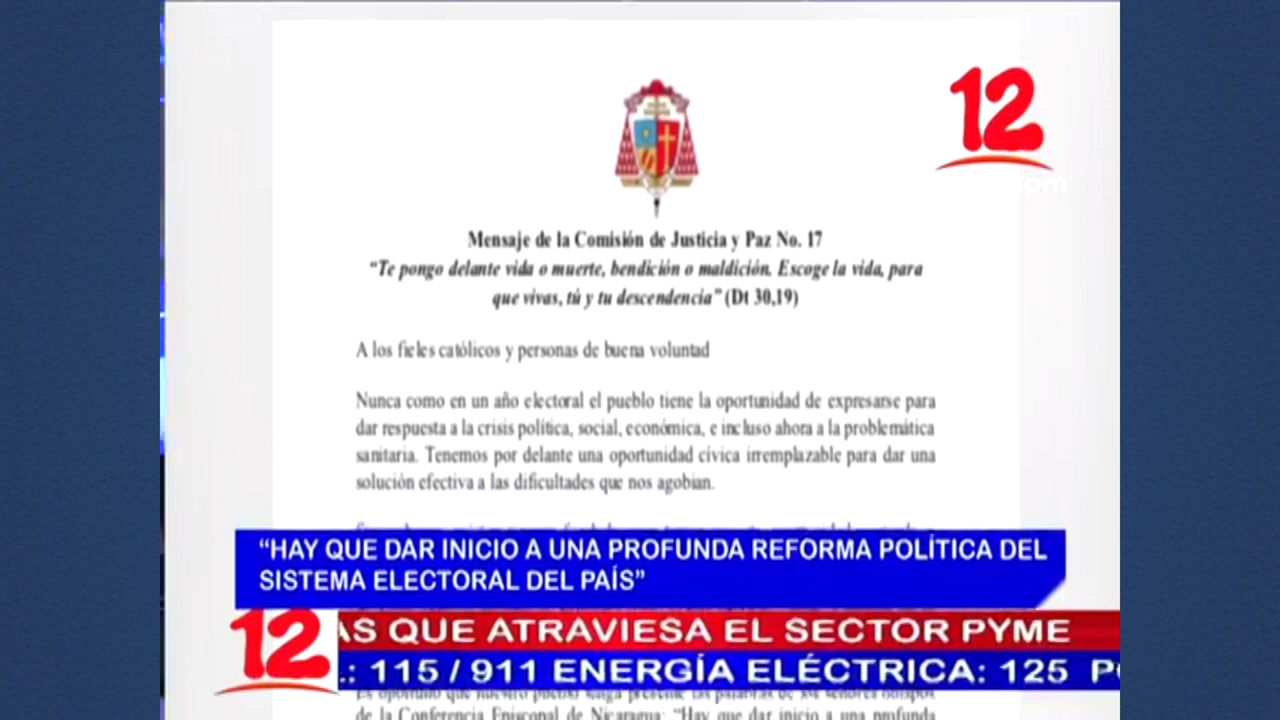 12
pm
Mensaje de la Comisión de Justicia y Paz No. 17
“Te pongo delante vida o muerte, bendición o maldición. Escoge la vida, para
que vivas, tú y tu descendencia” (Dt 30,19)
A los fieles católicos y personas de buena voluntad
Nunca como en un año electoral el pueblo tiene la oportunidad de expresarse para
dar respuesta a la crisis política, social, económica, e incluso ahora a la problemática
sanitaria. Tenemos por delante una oportunidad cívica irremplazable para dar una
solución efectiva a las dificultades que nos agobian.
“HAY QUE DAR INICIO A UNA PROFUNDA REFORMA POLÍTICA DEL
SISTEMA ELECTORAL DEL PAÍS”
12
AS QUE ATRAVIESA EL SECTOR PYME
.: 115 / 911 ENERGÍA ELÉCTRICA: 125 P
de la Conferencia Episcopal de Nicaragua: “Hay que dar inicio a una profunda